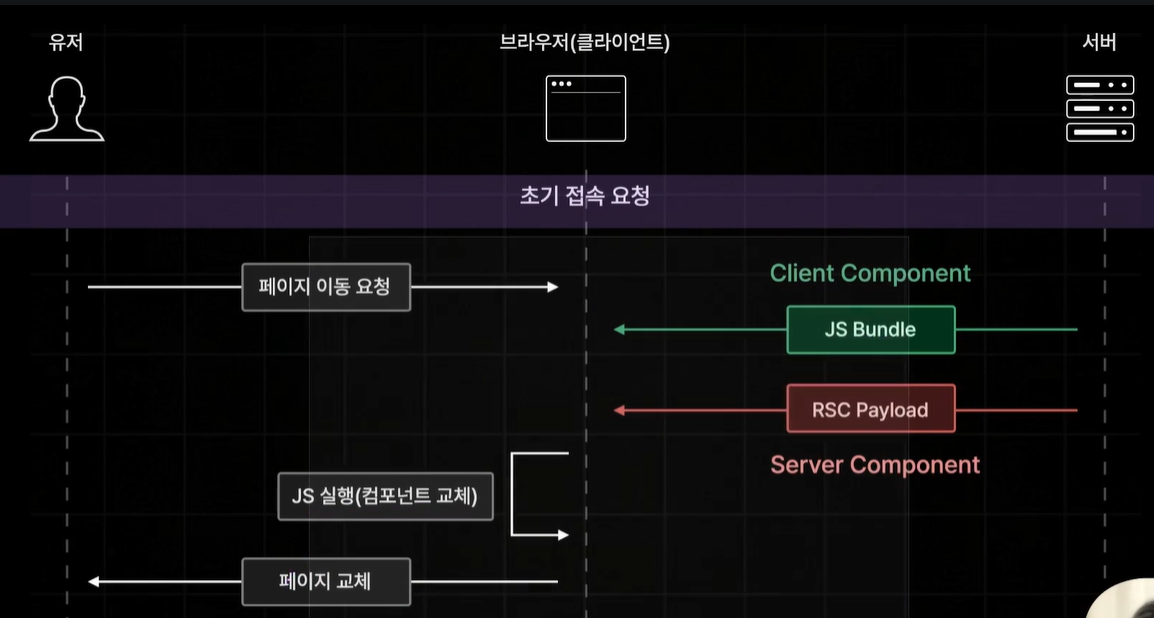 유저
브라우저(클라이언트)
서버
초기 접속 요청
페이지 이동 요청
Client Component
JS Bundle
RSC Payload
Server Component
JS 실행(컴포넌트 교체)
페이지 교체